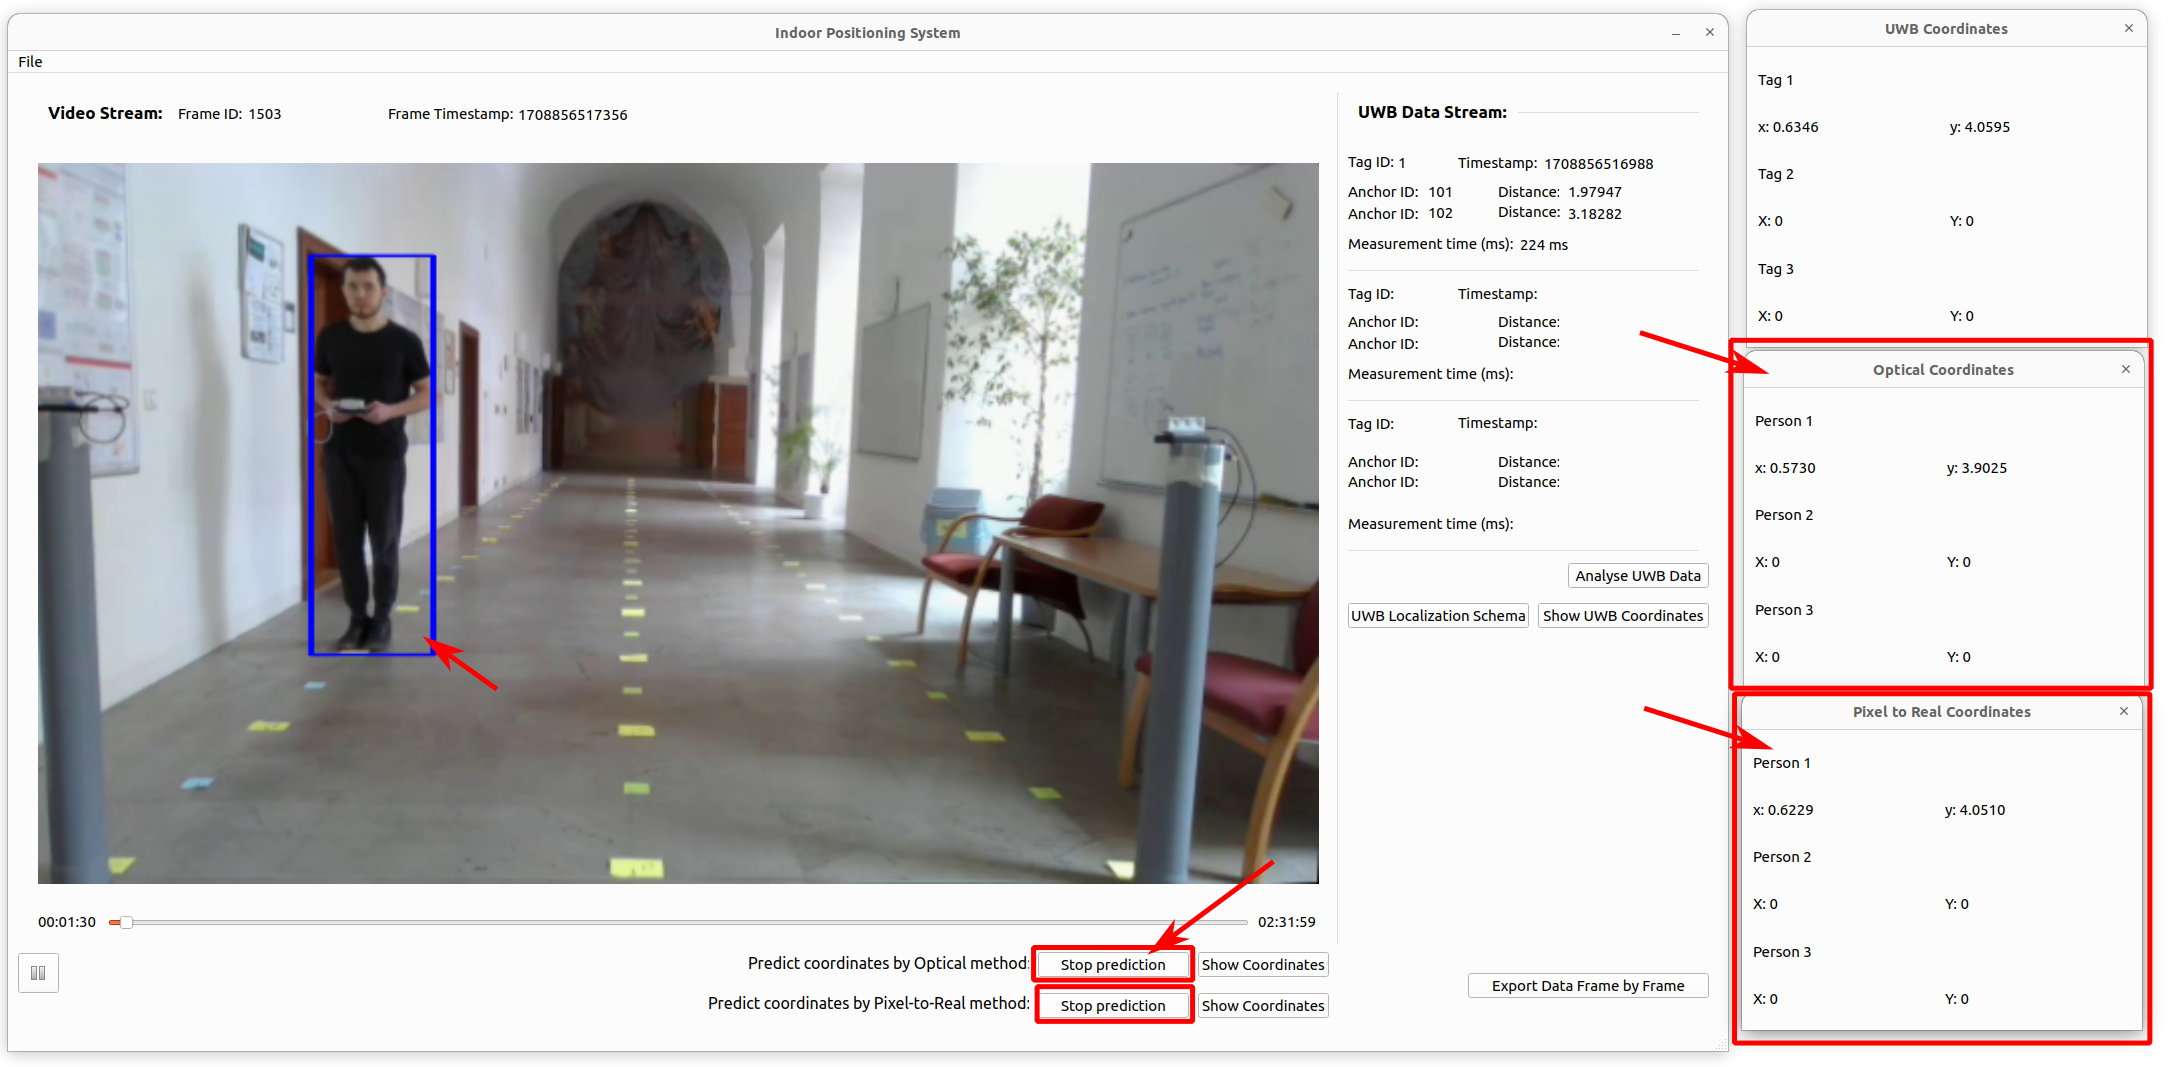 Indoor Positioning System
File
Video Stream: Frame ID: 1503 Frame Timestamp: 1708856517356
00:01:30 02:31:59
Predict coordinates by Optical method: Stop prediction Show Coordinates
Predict coordinates by Pixel-to-Real method: Stop prediction Show Coordinates
UWB Data Stream:
Tag ID: 1 Timestamp: 1708856516988
Anchor ID: 101 Distance: 1.97947
Anchor ID: 102 Distance: 3.18282
Measurement time (ms): 224 ms
Tag ID: Timestamp:
Anchor ID: Distance:
Anchor ID: Distance:
Measurement time (ms):
Tag ID: Timestamp:
Anchor ID: Distance:
Anchor ID: Distance:
Measurement time (ms):
Analyse UWB Data
UWB Localization Schema Show UWB Coordinates
Export Data Frame by Frame
UWB Coordinates
Tag 1
x: 0.6346 y: 4.0595
Tag 2
X: 0 Y: 0
Tag 3
X: 0 Y: 0
Optical Coordinates
Person 1
x: 0.5730 y: 3.9025
Person 2
X: 0 Y: 0
Person 3
X: 0 Y: 0
Pixel to Real Coordinates
Person 1
x: 0.6229 y: 4.0510
Person 2
X: 0 Y: 0
Person 3
X: 0 Y: 0